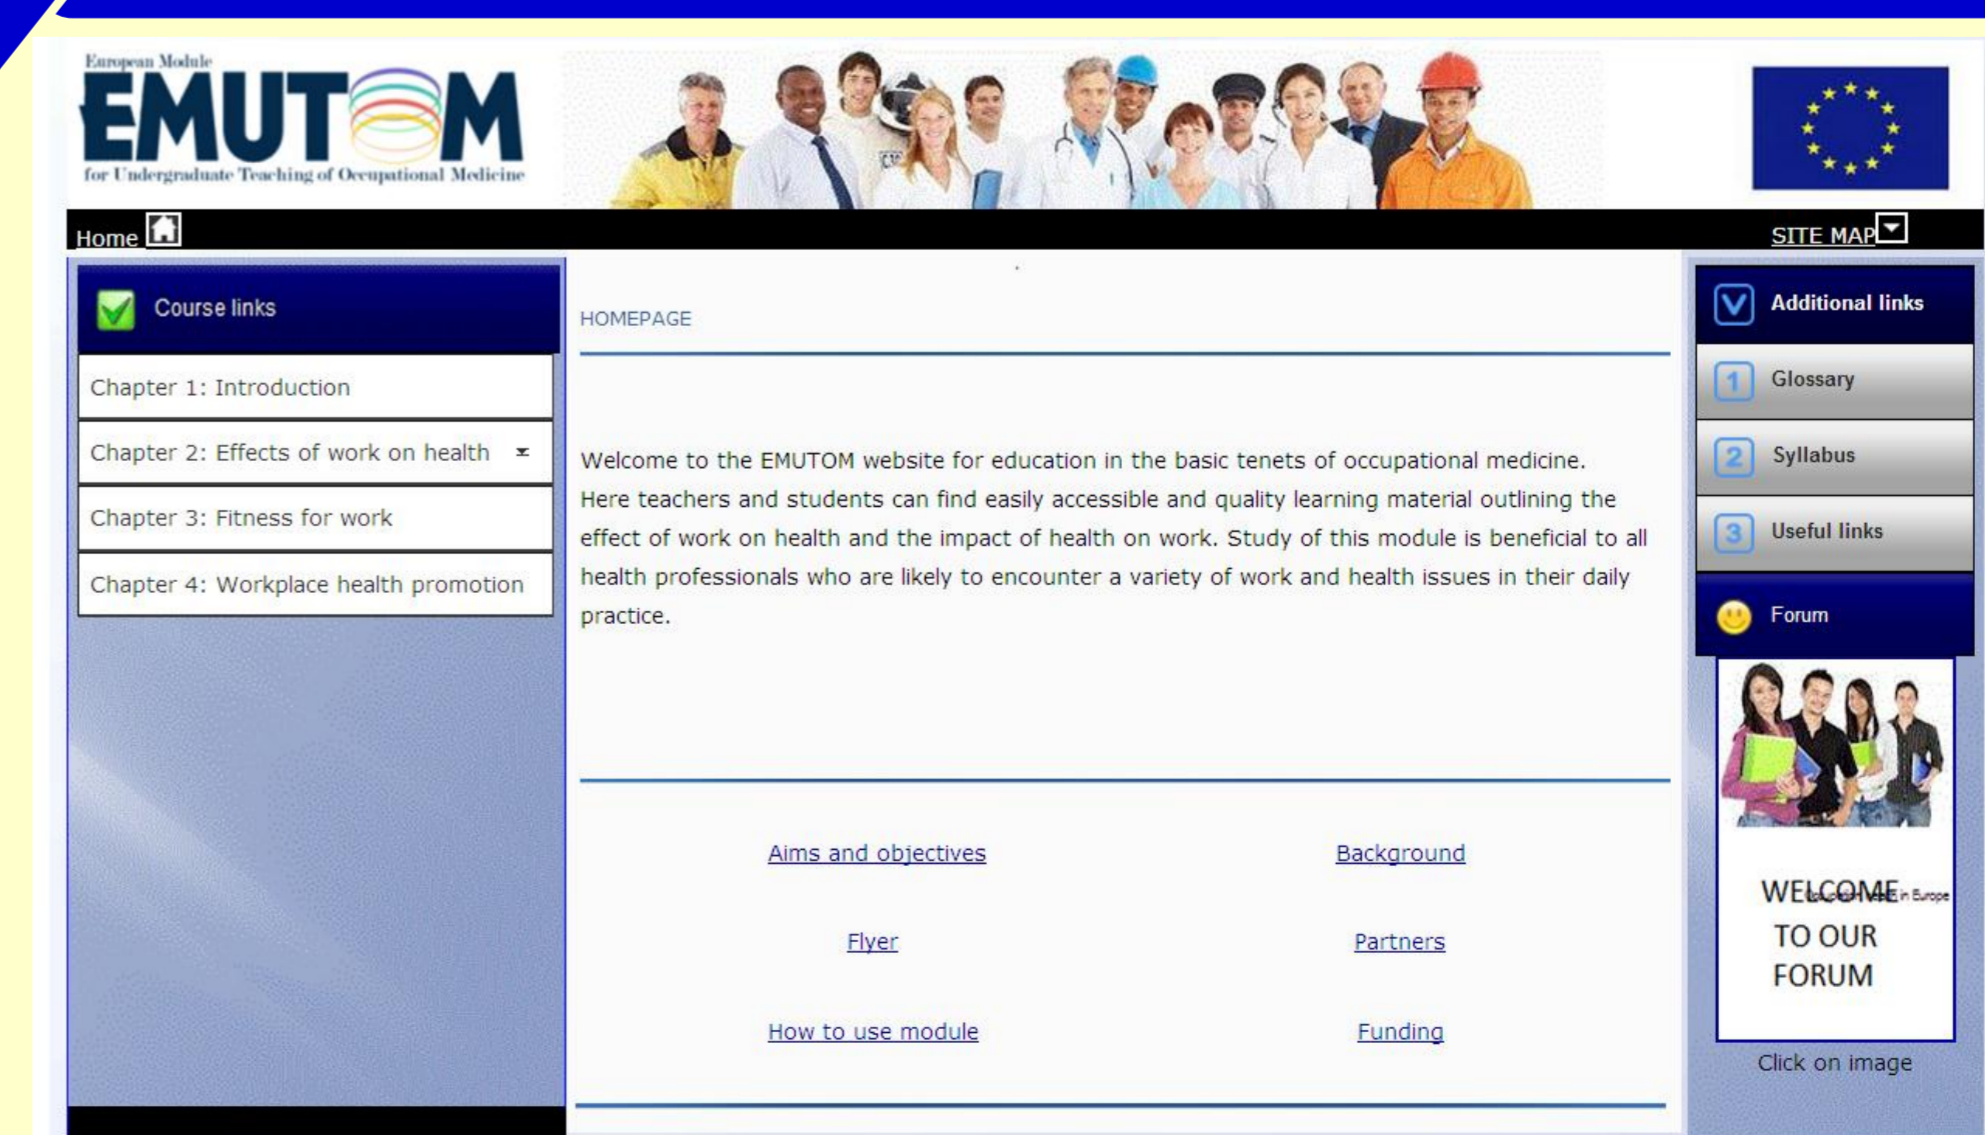 European Module
EMUTOM
for Undergraduate Teaching of Occupational Medicine
Home
SITE MAP
Course links
Chapter 1: Introduction
Chapter 2: Effects of work on health
Chapter 3: Fitness for work
Chapter 4: Workplace health promotion
HOMEPAGE
Welcome to the EMUTOM website for education in the basic tenets of occupational medicine.
Here teachers and students can find easily accessible and quality learning material outlining the
effect of work on health and the impact of health on work. Study of this module is beneficial to all
health professionals who are likely to encounter a variety of work and health issues in their daily
practice.
Aims and objectives
Background
Flyer
Partners
How to use module
Funding
Additional links
1 Glossary
2 Syllabus
3 Useful links
Forum
WELCOME
in Europe
TO OUR
FORUM
Click on image